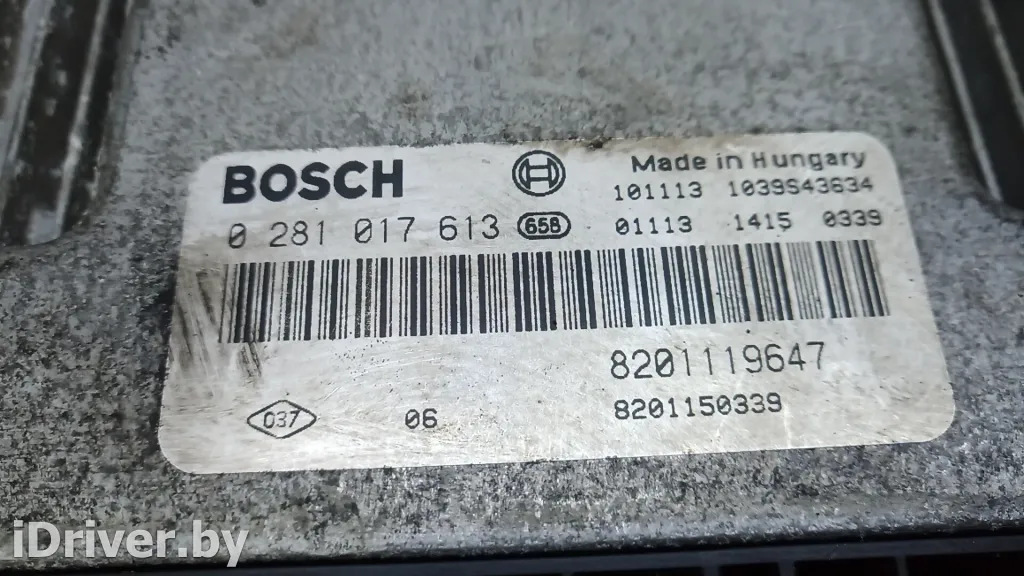 BOSCH
Made in Hungary
101113 1039S43634
0 281 017 613 658
01113 1415 0339
8201119647
037 06 8201150339
iDriver.by